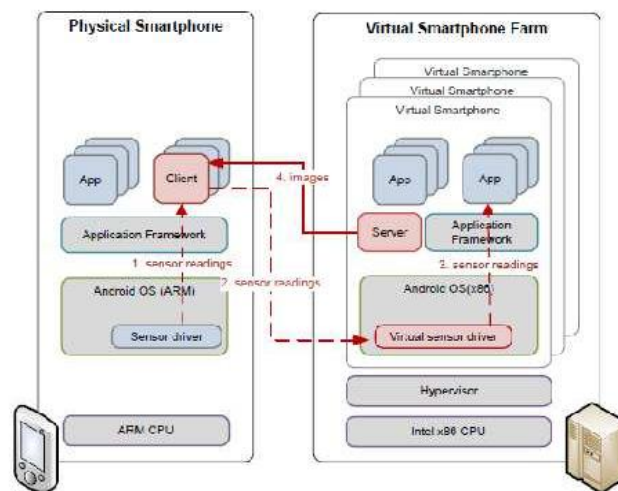 Physical Smartphone
Virtual Smartphone Farm
Virtual Smartphone
Virtual Smartphone
Virtual Smartphone
App
Client
4. images
App
App
Server
Application Framework
Application
Framework
1. sensor readings
2. sensor readings
3. sensor readings
Android OS (ARM)
Android OS(x86)
Sensor driver
Virtual sensor driver
Hypervisor
ARM CPU
Intel x86 CPU